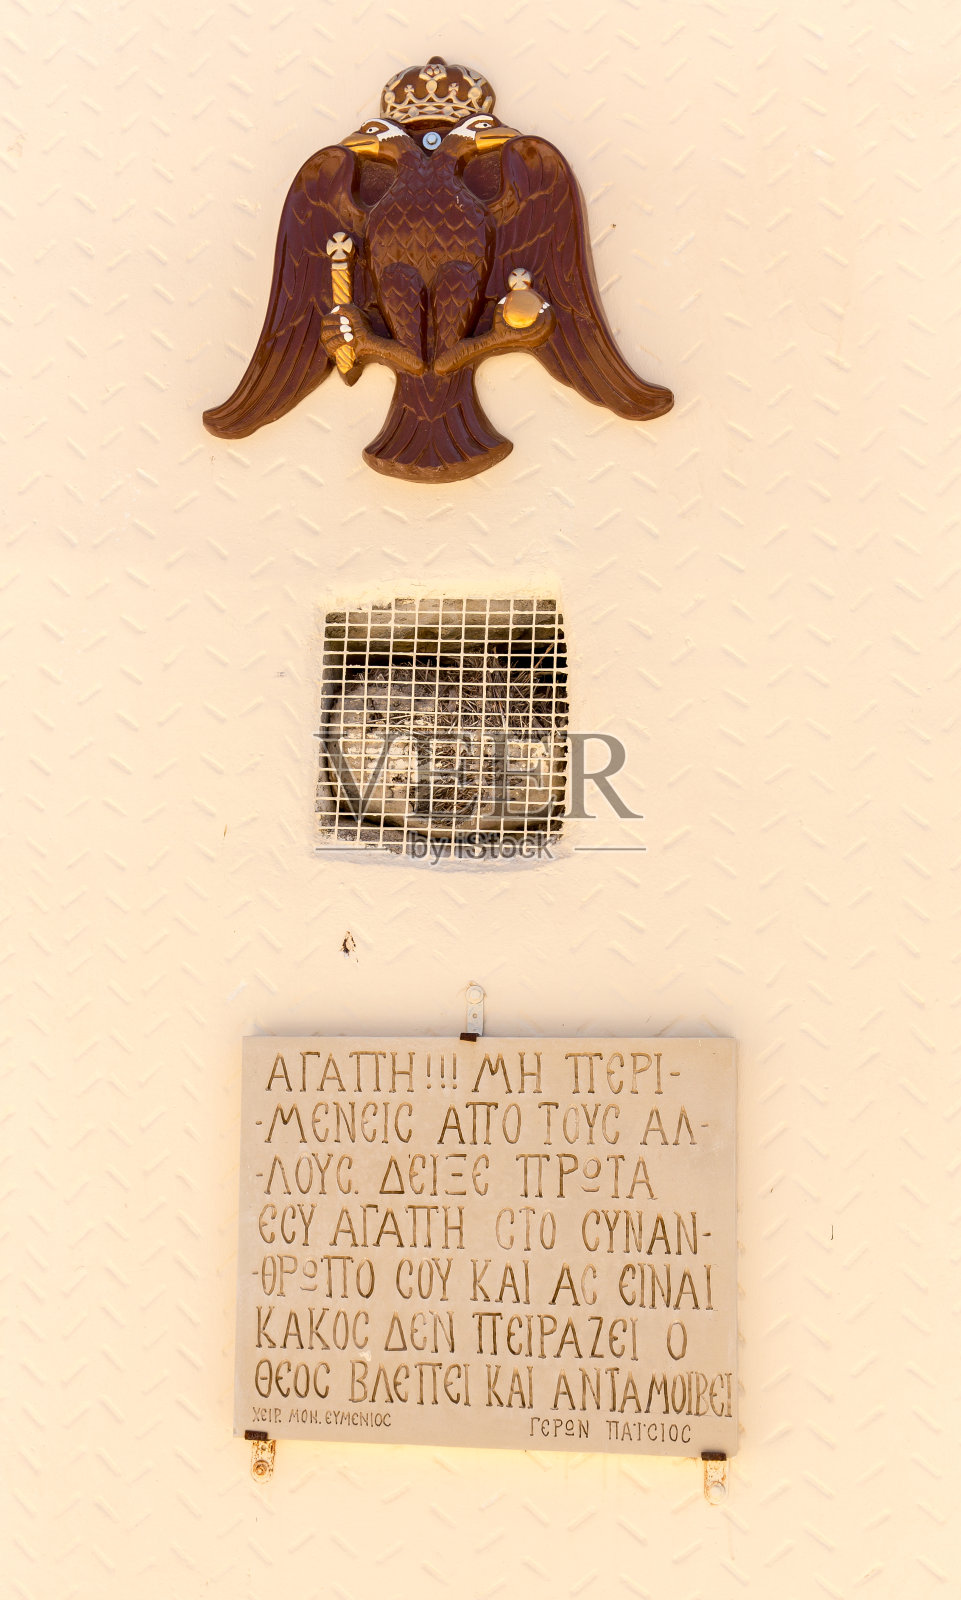 VEER
by iStock
ΑΓΑΠΗ!!! ΜΗ ΠΕΡΙ-
-ΜΕΝΕΙϹ ΑΠΟ ΤΟΥϹ ΑΛ-
-ΛΟΥϹ. ΔΕΙΞΕ ΠΡΩΤΑ
ΕϹΥ ΑΓΑΠΗ ϹΤΟ ϹΥΝΑΝ-
-ΘΡΩΠΟ ϹΟΥ ΚΑΙ ΑϹ ΕΙΝΑΙ
ΚΑΚΟϹ ΔΕΝ ΠΕΙΡΑΖΕΙ Ο
ΘΕΟϹ ΒΛΕΠΕΙ ΚΑΙ ΑΝΤΑΜΟΙΒΕΙ
ΧΕΙΡ. ΜΟΝ. ΕΥΜΕΝΙΟϹ
ΓΕΡΩΝ ΠΑΪϹΙΟϹ